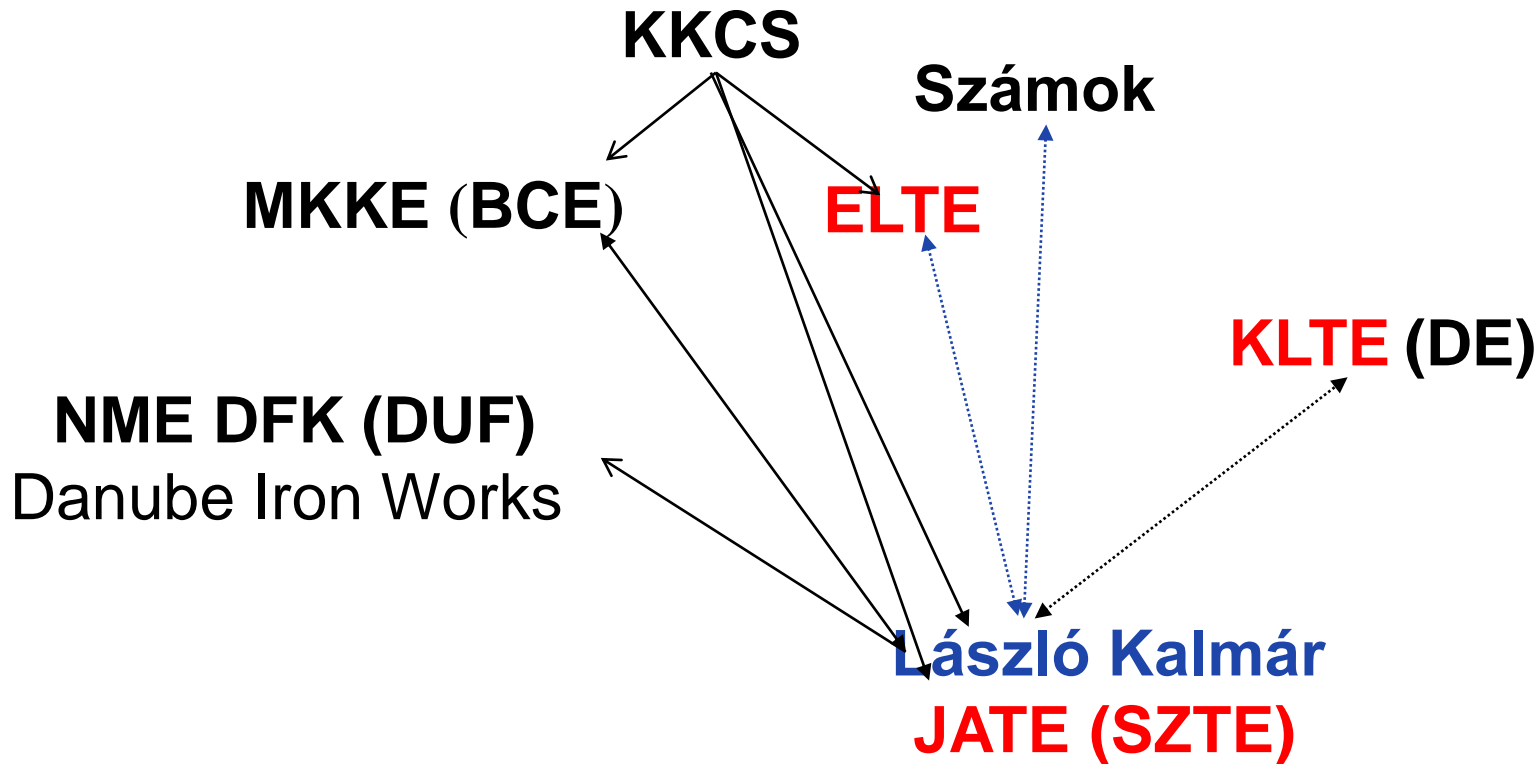 KKCS
Számok
MKKE (BCE)
ELTE
KLTE (DE)
NME DFK (DUF)
Danube Iron Works
László Kalmár
JATE (SZTE)